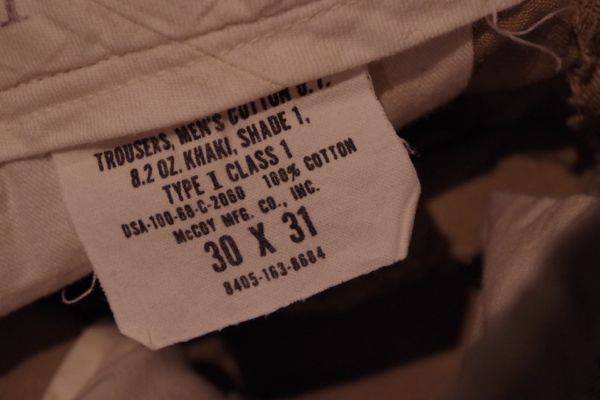 TROUSERS, MEN'S COTTON U.T.
8.2 OZ. KHAKI, SHADE 1,
TYPE I CLASS 1
DSA-100-68-C-2060 100% COTTON
McCOY MFG. CO., INC.
30 X 31
8405-163-8684